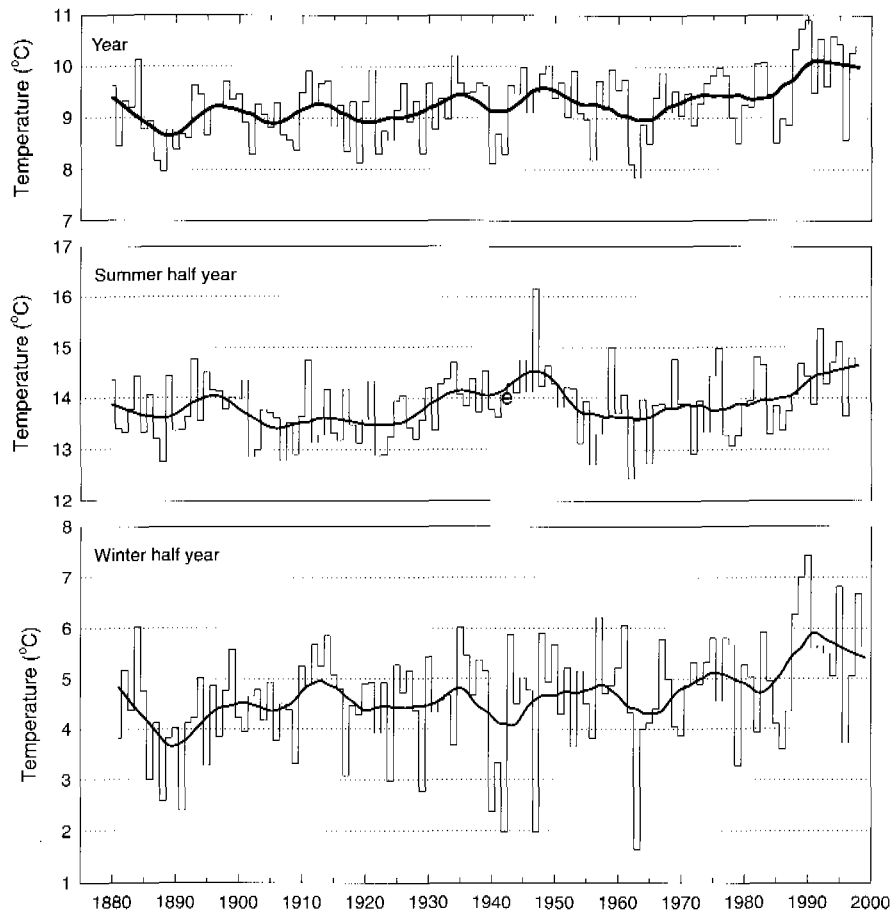 11
Year
10
9
8
7
Temperature (°C)
17
Summer half year
16
15
14
e
13
12
Temperature (°C)
8
Winter half year
7
6
5
4
3
2
1
Temperature (°C)
1880 1890 1900 1910 1920 1930 1940 1950 1960 1970 1980 1990 2000